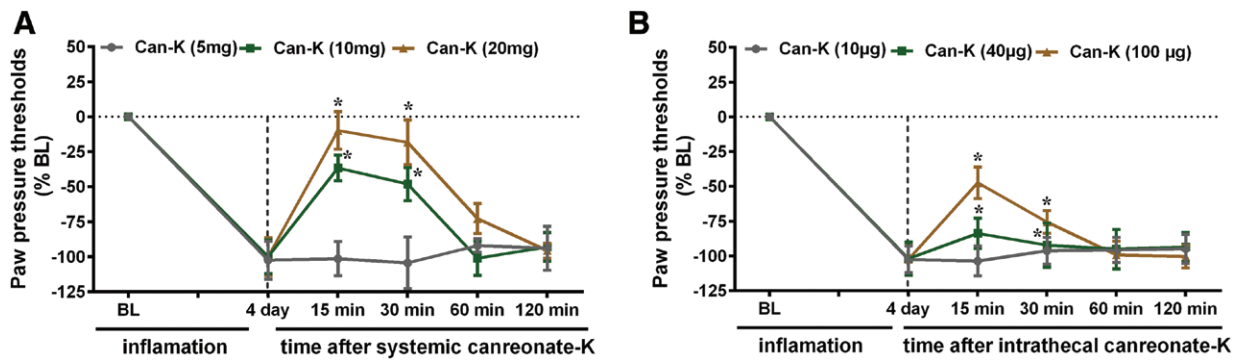 A
Can-K (5mg) Can-K (10mg) Can-K (20mg)
Paw pressure thresholds
(% BL)
50
25
0
-25
-50
-75
-100
-125
* * * *
BL 4 day 15 min 30 min 60 min 120 min
inflamation time after systemic canreonate-K
B
Can-K (10µg) Can-K (40µg) Can-K (100 µg)
Paw pressure thresholds
(% BL)
50
25
0
-25
-50
-75
-100
-125
* * * *
BL 4 day 15 min 30 min 60 min 120 min
inflamation time after intrathecal canreonate-K